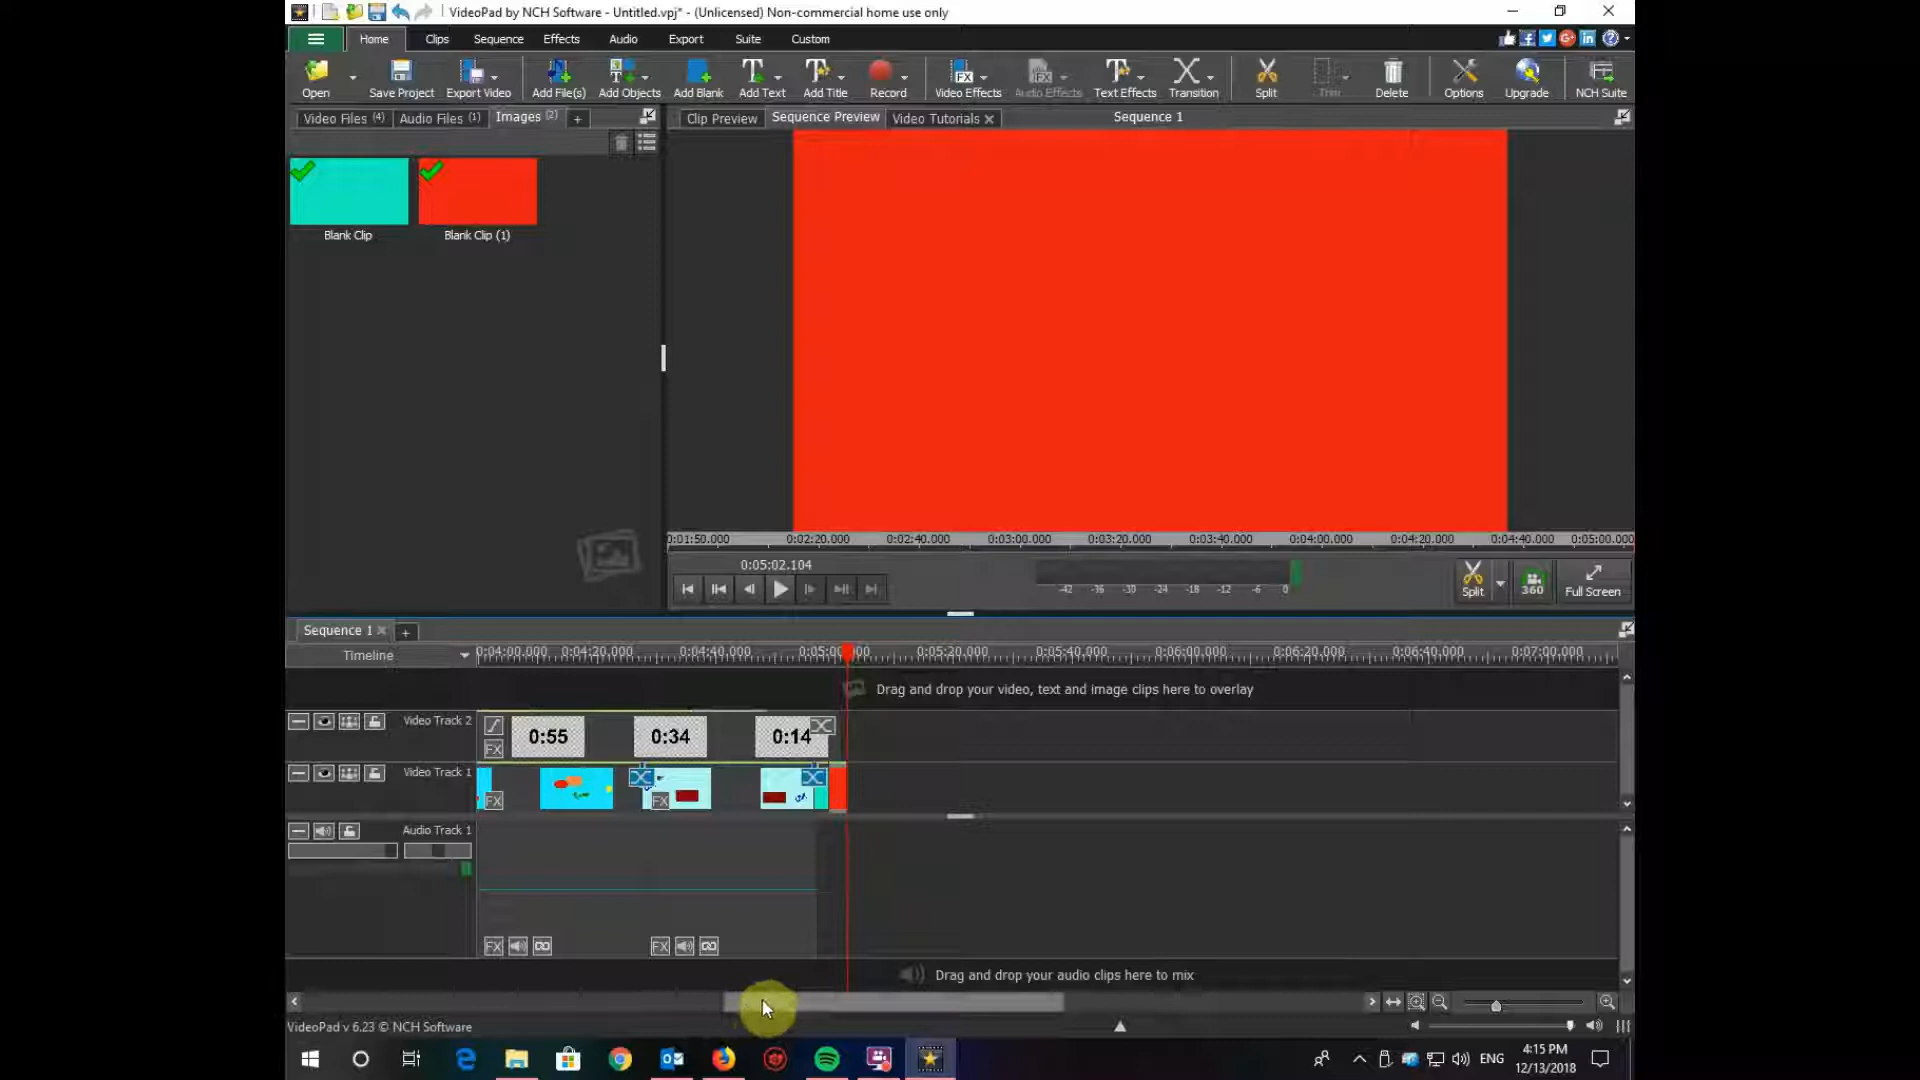 VideoPad by NCH Software - Untitled.vpj* - (Unlicensed) Non-commercial home use only
Home Clips Sequence Effects Audio Export Suite Custom
Open Save Project Export Video Add File(s) Add Objects Add Blank Add Text Add Title Record Video Effects Audio Effects Text Effects Transition Split Trim Delete Options Upgrade NCH Suite
Video Files (4) Audio Files (1) Images (2) + Clip Preview Sequence Preview Video Tutorials Sequence 1
Blank Clip Blank Clip (1)
0:01:50.000 0:02:20.000 0:02:40.000 0:03:00.000 0:03:20.000 0:03:40.000 0:04:00.000 0:04:20.000 0:04:40.000 0:05:00.000
0:05:02.104
-42 -36 -30 -24 -18 -12 -6 0
Split 360 Full Screen
Sequence 1 +
Timeline 0:04:00.000 0:04:20.000 0:04:40.000 0:05:00.000 0:05:20.000 0:05:40.000 0:06:00.000 0:06:20.000 0:06:40.000 0:07:00.000
Drag and drop your video, text and image clips here to overlay
Video Track 2
FX 0:55 0:34 0:14
Video Track 1
FX FX
Audio Track 1
FX FX
Drag and drop your audio clips here to mix
VideoPad v 6.23 © NCH Software
ENG 4:15 PM
12/13/2018